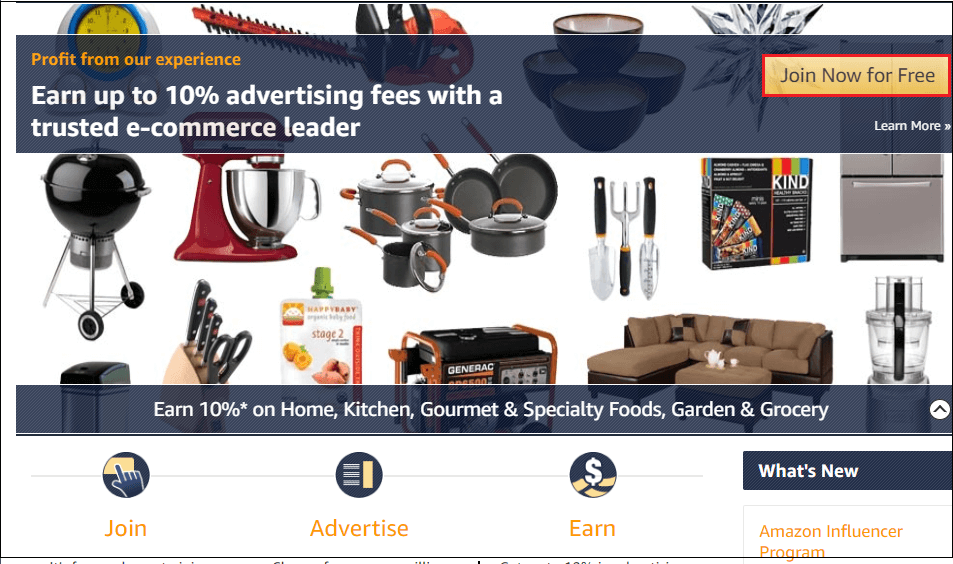 Profit from our experience
Earn up to 10% advertising fees with a
trusted e-commerce leader
Join Now for Free
Learn More »
KIND
HEALTHY SNACKS
HAPPYBABY
organic baby food
stage 2
GENERAC
Earn 10%* on Home, Kitchen, Gourmet & Specialty Foods, Garden & Grocery
Join
Advertise
Earn
What's New
Amazon Influencer
Program